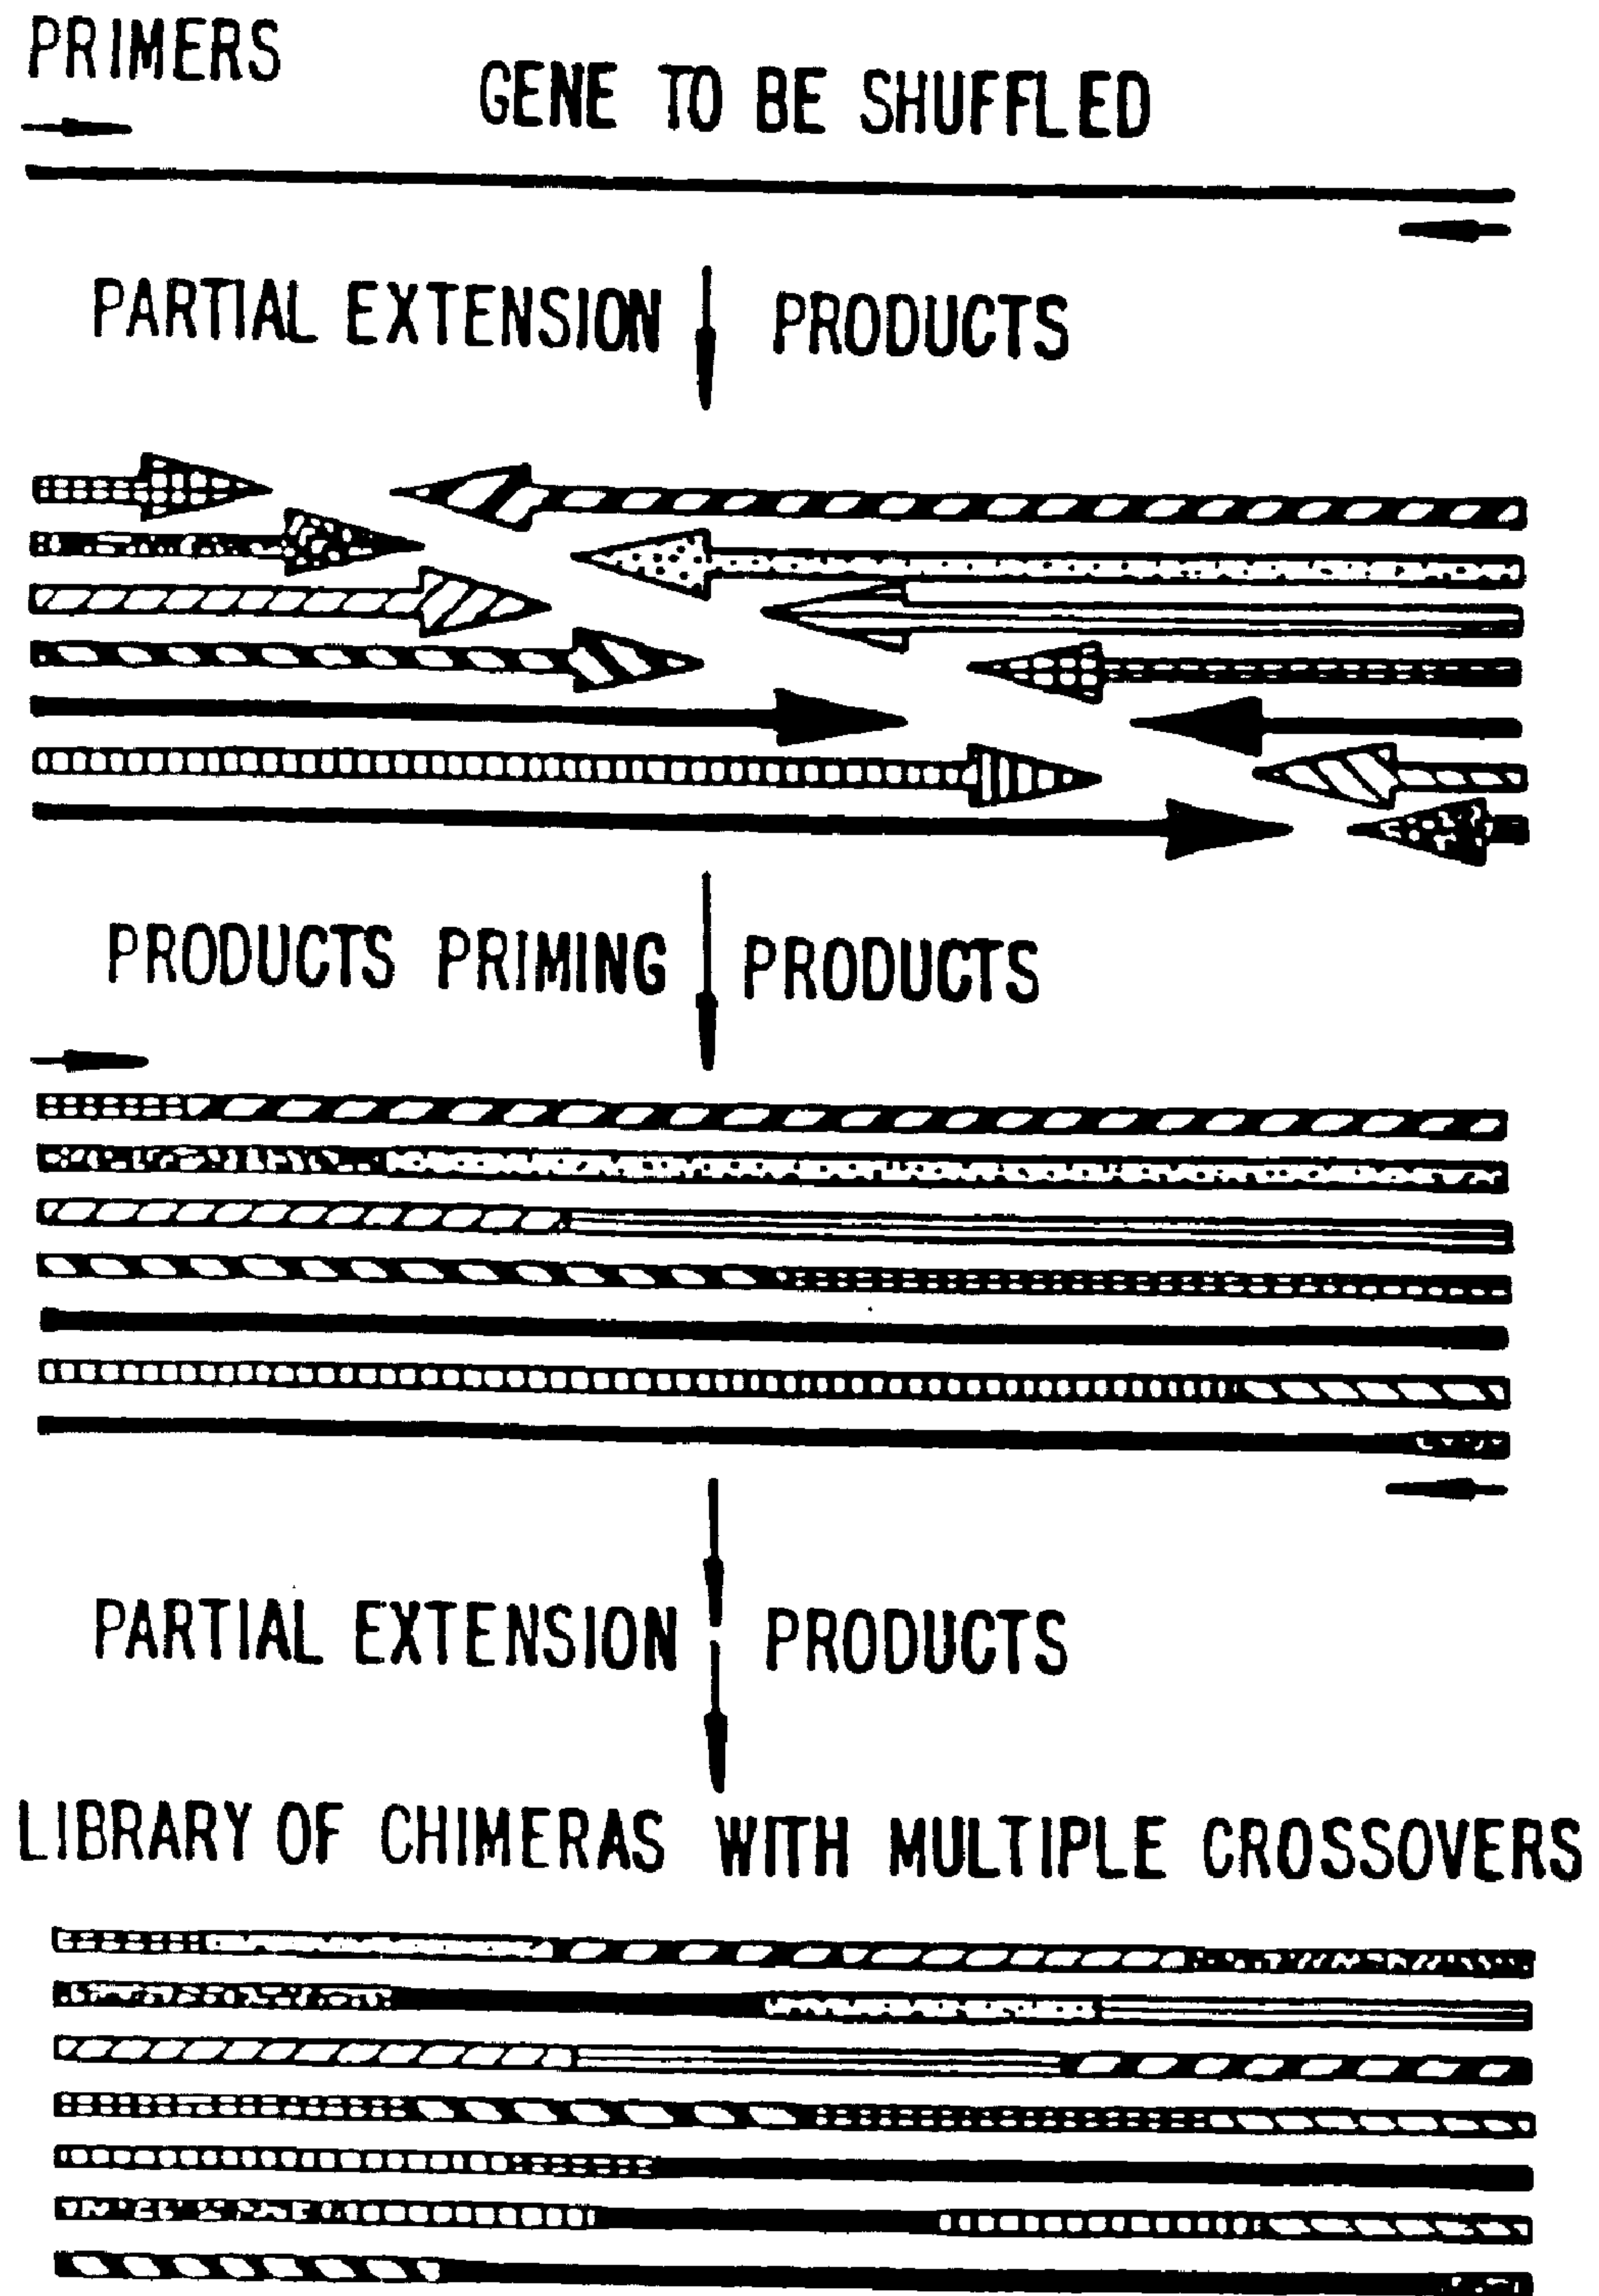 PRIMERS
GENE TO BE SHUFFLED
PARTIAL EXTENSION PRODUCTS
PRODUCTS PRIMING PRODUCTS
PARTIAL EXTENSION PRODUCTS
LIBRARY OF CHIMERAS WITH MULTIPLE CROSSOVERS